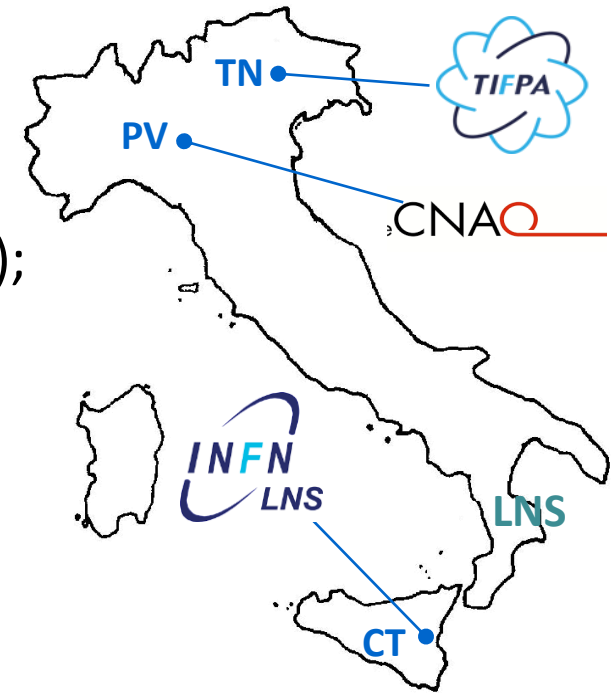 TN
TIFPA
PV
e
CNAO
);
INFN
LNS
LNS
CT